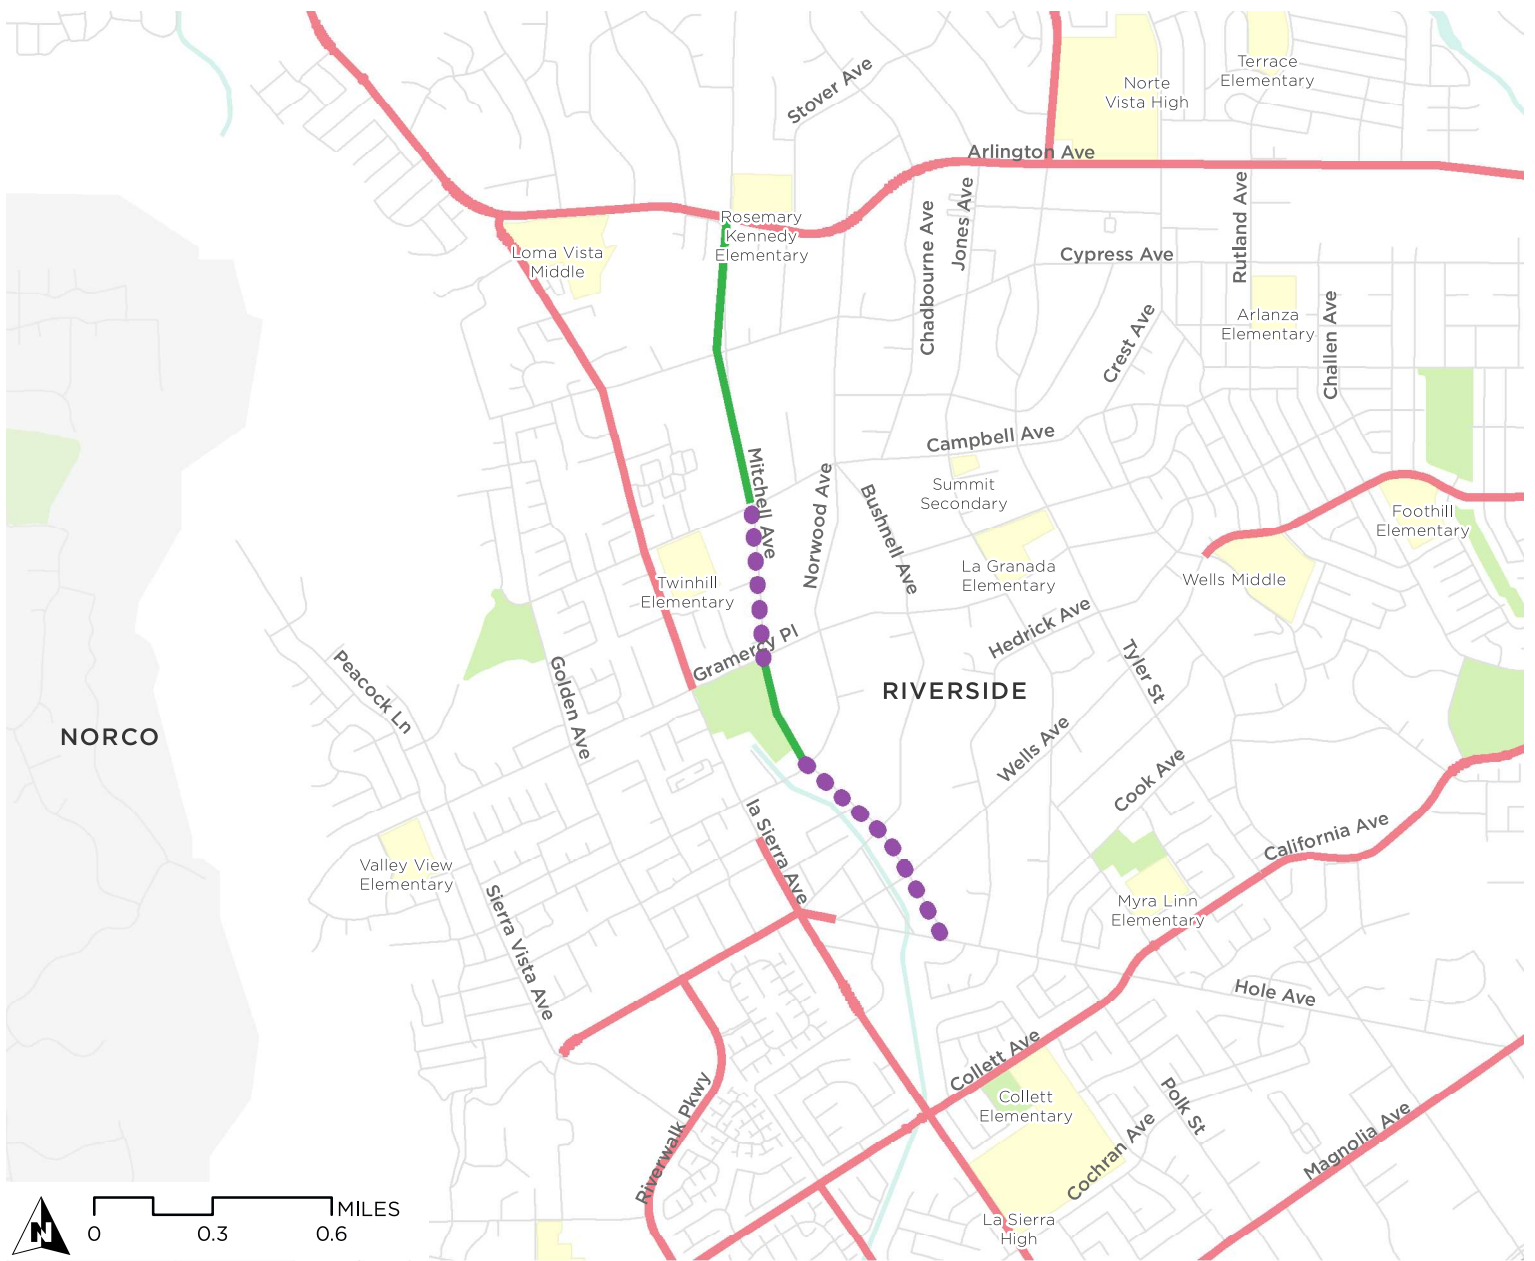 Stover Ave
Terrace
Elementary
Norte
Vista High
Arlington Ave
Rosemary
Kennedy
Elementary
Loma Vista
Middle
Chadbourne Ave
Jones Ave
Cypress Ave
Rutland Ave
Arlanza
Elementary
Challen Ave
Crest Ave
Campbell Ave
Summit
Secondary
Mitchell Ave
Norwood Ave
Bushnell Ave
Foothill
Elementary
La Granada
Elementary
Wells Middle
Twinhill
Elementary
Hedrick Ave
Gramercy Pl
Tyler St
Peacock Ln
Golden Ave
RIVERSIDE
NORCO
Wells Ave
Cook Ave
la Sierra Ave
California Ave
Valley View
Elementary
Sierra Vista Ave
Myra Linn
Elementary
Hole Ave
Collett Ave
Collett
Elementary
Polk St
Riverwalk Pkwy
Cochran Ave
Magnolia Ave
La Sierra
High
N
MILES
0 0.3 0.6